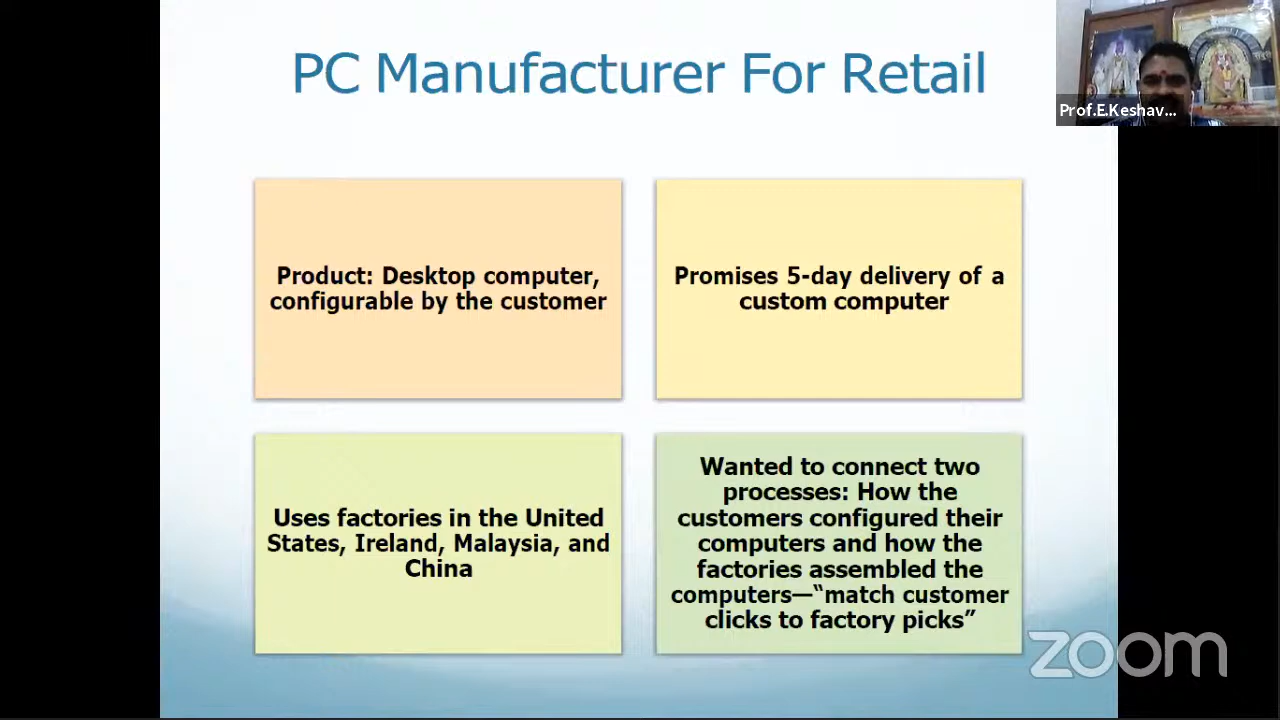 PC Manufacturer For Retail
Prof.E.Keshav...
Product: Desktop computer,
configurable by the customer
Promises 5-day delivery of a
custom computer
Uses factories in the United
States, Ireland, Malaysia, and
China
Wanted to connect two
processes: How the
customers configured their
computers and how the
factories assembled the
computers—“match customer
clicks to factory picks”
zoom